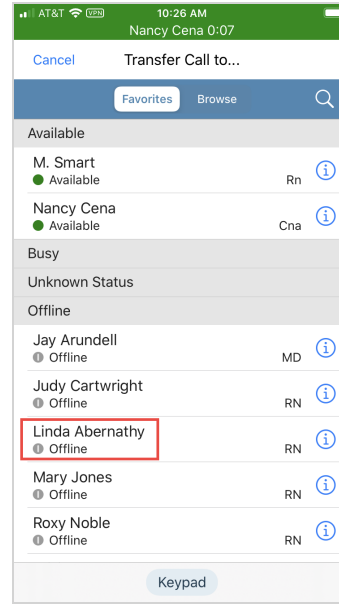 AT&T VPN 10:26 AM
Nancy Cena 0:07
Cancel Transfer Call to...
Favorites Browse
Available
M. Smart
Available Rn
Nancy Cena
Available Cna
Busy
Unknown Status
Offline
Jay Arundell
Offline MD
Judy Cartwright
Offline RN
Linda Abernathy
Offline RN
Mary Jones
Offline RN
Roxy Noble
Offline RN
Keypad